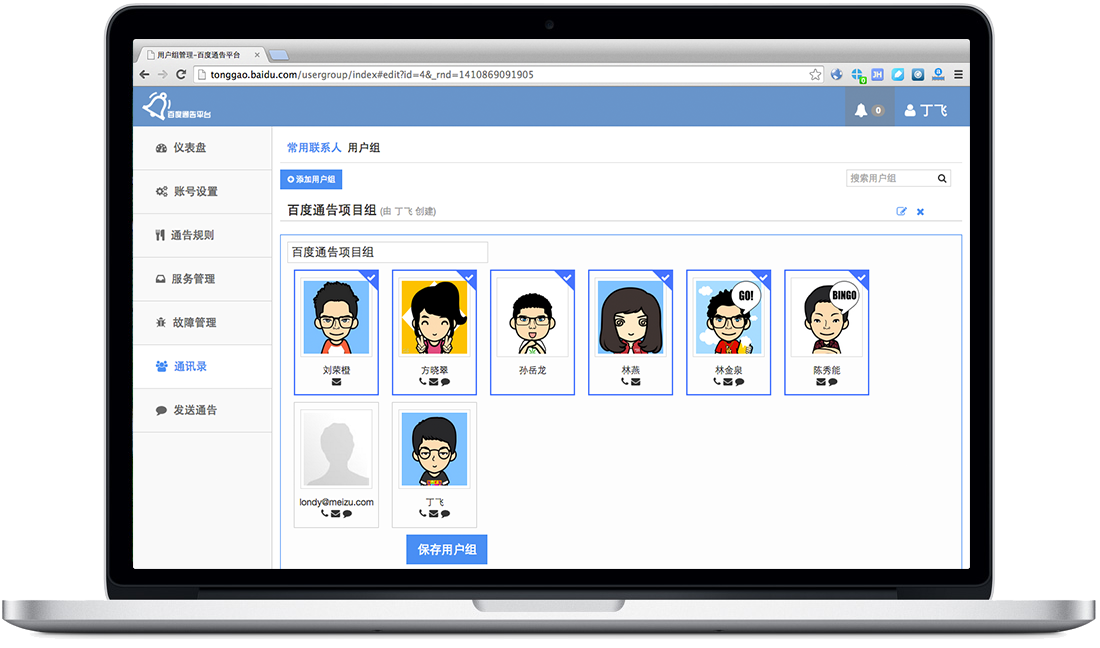 用户组管理-百度通告平台
tonggao.baidu.com/usergroup/index#edit?id=4&_rnd=1410869091905
JH
0
百度通告平台
0
丁飞
仪表盘
账号设置
通告规则
服务管理
故障管理
通讯录
发送通告
常用联系人 用户组
添加用户组
搜索用户组
百度通告项目组 (由 丁飞 创建)
百度通告项目组
GO!
BINGO
刘荣橙
方晓翠
孙岳龙
林燕
林金泉
陈秀能
londy@meizu.com
丁飞
保存用户组